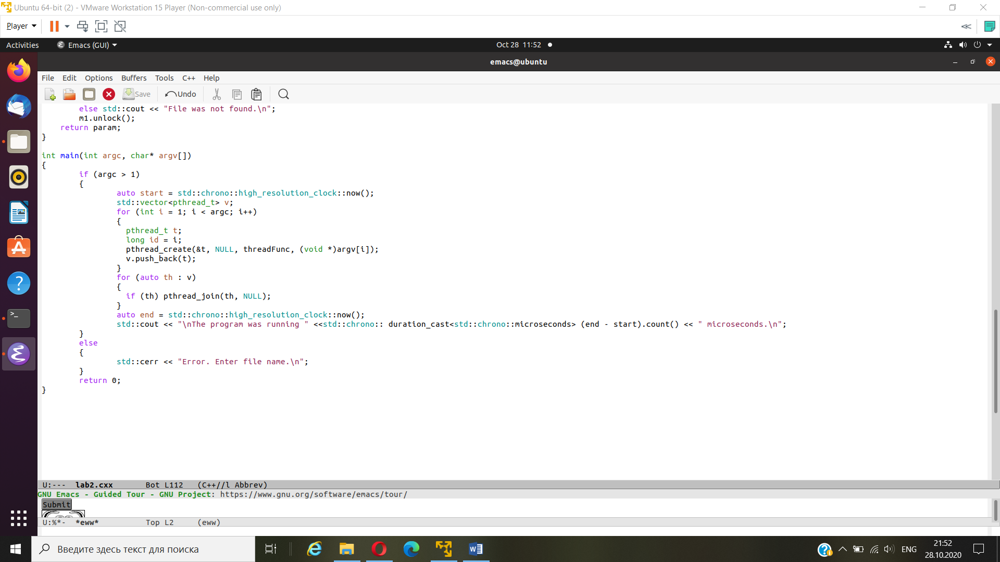 Ubuntu 64-bit (2) - VMware Workstation 15 Player (Non-commercial use only)
Player
Activities
Emacs (GUI)
Oct 28 11:52
emacs@ubuntu
File Edit Options Buffers Tools C++ Help
Save Undo
        else std::cout << "File was not found.\n";
        m1.unlock();
    return param;
}
int main(int argc, char* argv[])
{
        if (argc > 1)
        {
                auto start = std::chrono::high_resolution_clock::now();
                std::vector<pthread_t> v;
                for (int i = 1; i < argc; i++)
                {
                  pthread_t t;
                  long id = i;
                  pthread_create(&t, NULL, threadFunc, (void *)argv[i]);
                  v.push_back(t);
                }
                for (auto th : v)
                {
                  if (th) pthread_join(th, NULL);
                }
                auto end = std::chrono::high_resolution_clock::now();
                std::cout << "\nThe program was running " <<std::chrono:: duration_cast<std::chrono::microseconds> (end - start).count() << " microseconds.\n";
        }
        else
        {
                std::cerr << "Error. Enter file name.\n";
        }
        return 0;
}
U:--- lab2.cxx Bot L112 (C++//l Abbrev)
GNU Emacs - Guided Tour - GNU Project: https://www.gnu.org/software/emacs/tour/
Submit
U:%*- *eww* Top L2 (eww)
Введите здесь текст для поиска
ENG
21:52
28.10.2020